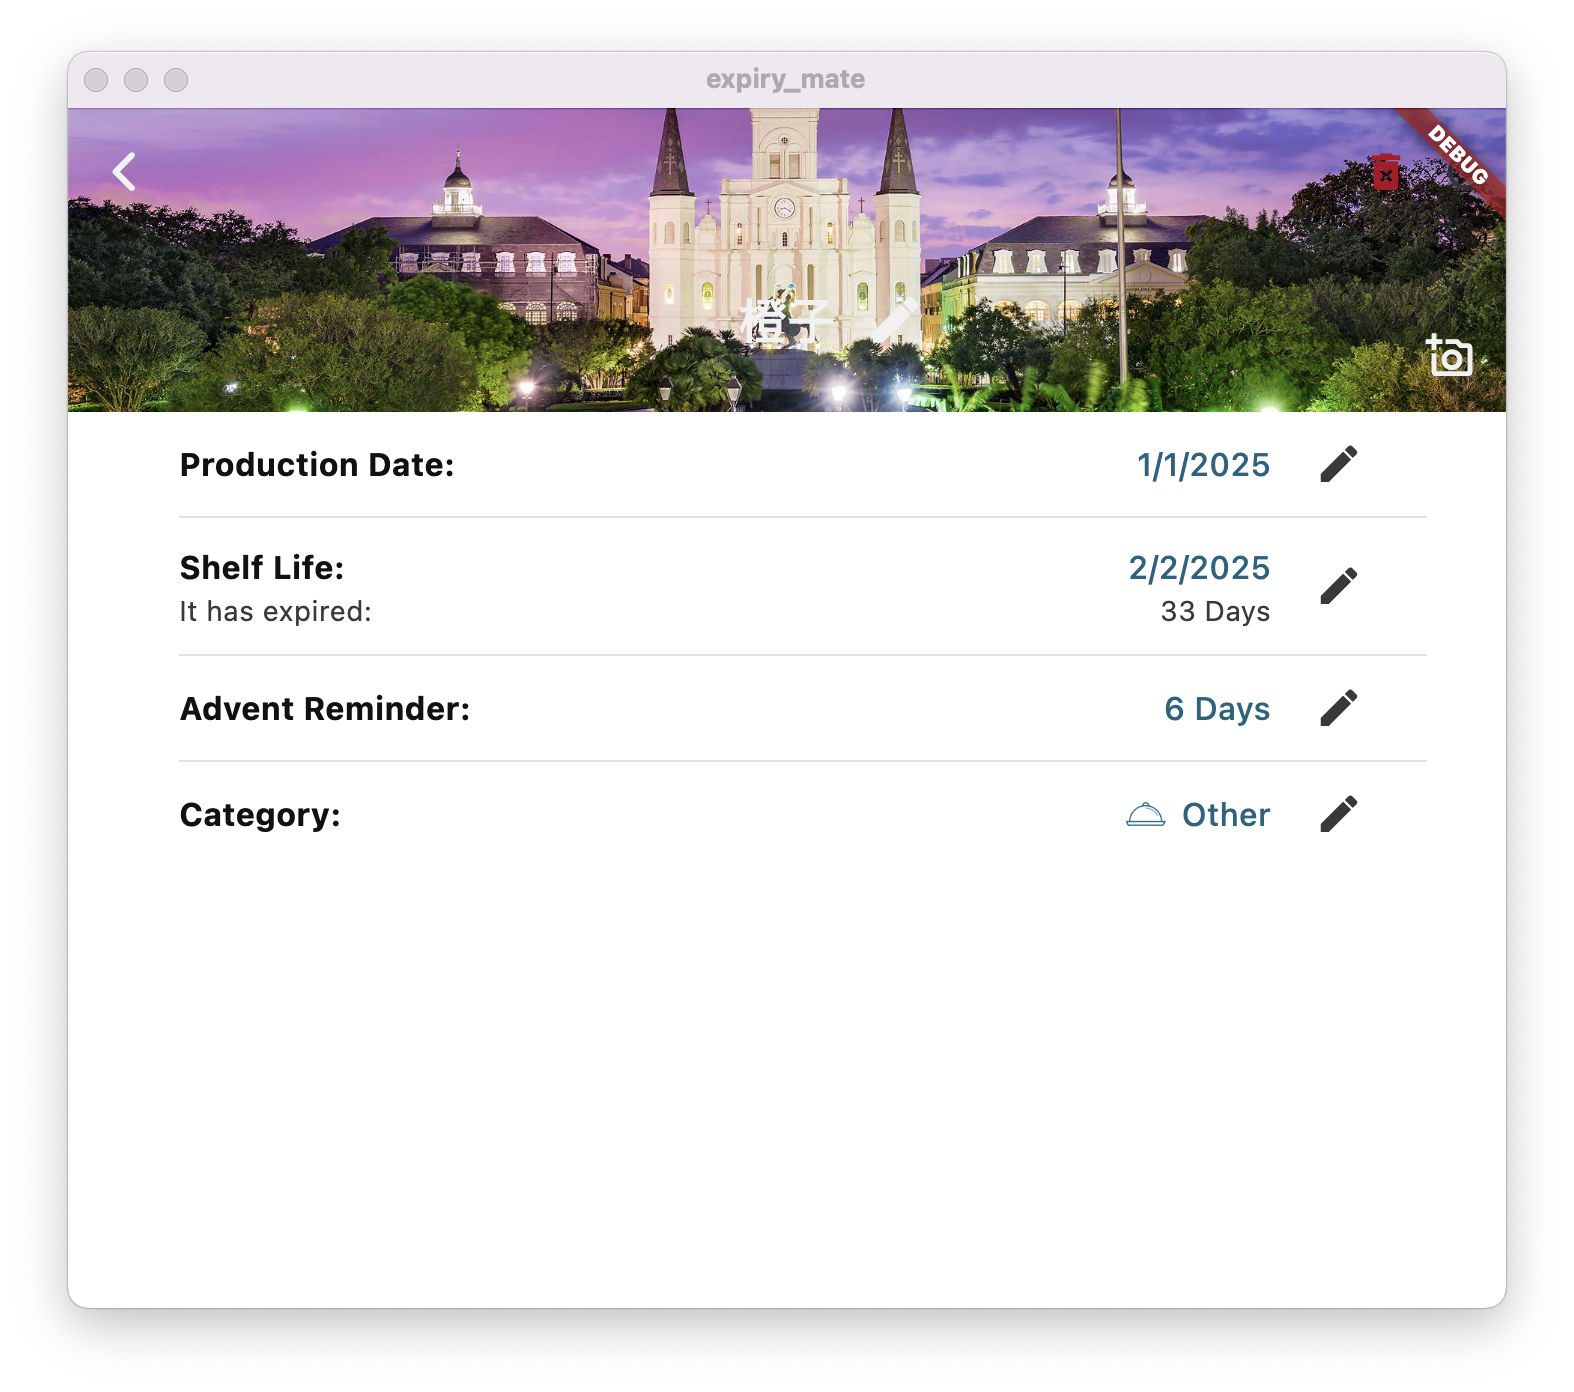 expiry_mate
DEBUG
橙子
Production Date: 1/1/2025
Shelf Life: 2/2/2025
It has expired: 33 Days
Advent Reminder: 6 Days
Category: Other